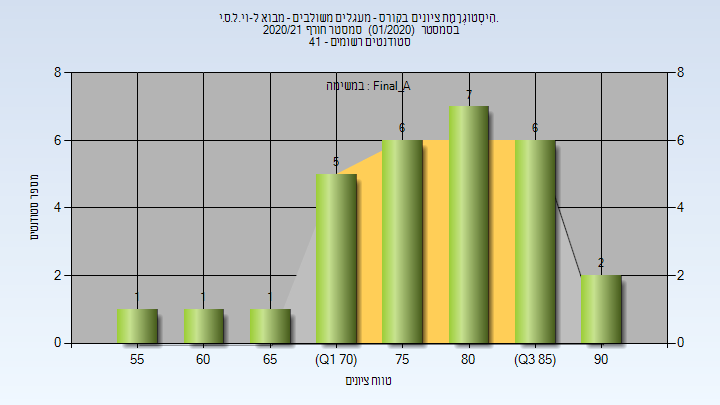 היסטוגרמת ציונים בקורס - מעגלים משולבים - מבוא ל-וי.ל.ס.י.
בסמסטר (01/2020) סמסטר חורף 2020/21
סטודנטים רשומים - 41
במשימה : Final_A
8 8
7
6 6 6 6
5
4 4
מספר סטודנטים
2 2 2
1 1 1
0 0
55 60 65 (Q1 70) 75 80 (Q3 85) 90
טווח ציונים